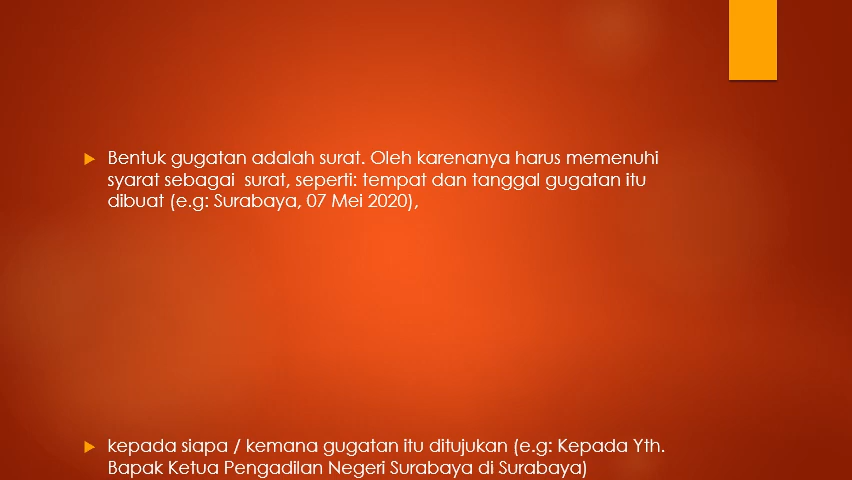 Bentuk gugatan adalah surat. Oleh karenanya harus memenuhi
syarat sebagai  surat, seperti: tempat dan tanggal gugatan itu
dibuat (e.g: Surabaya, 07 Mei 2020),
kepada siapa / kemana gugatan itu ditujukan (e.g: Kepada Yth.
Bapak Ketua Pengadilan Negeri Surabaya di Surabaya)